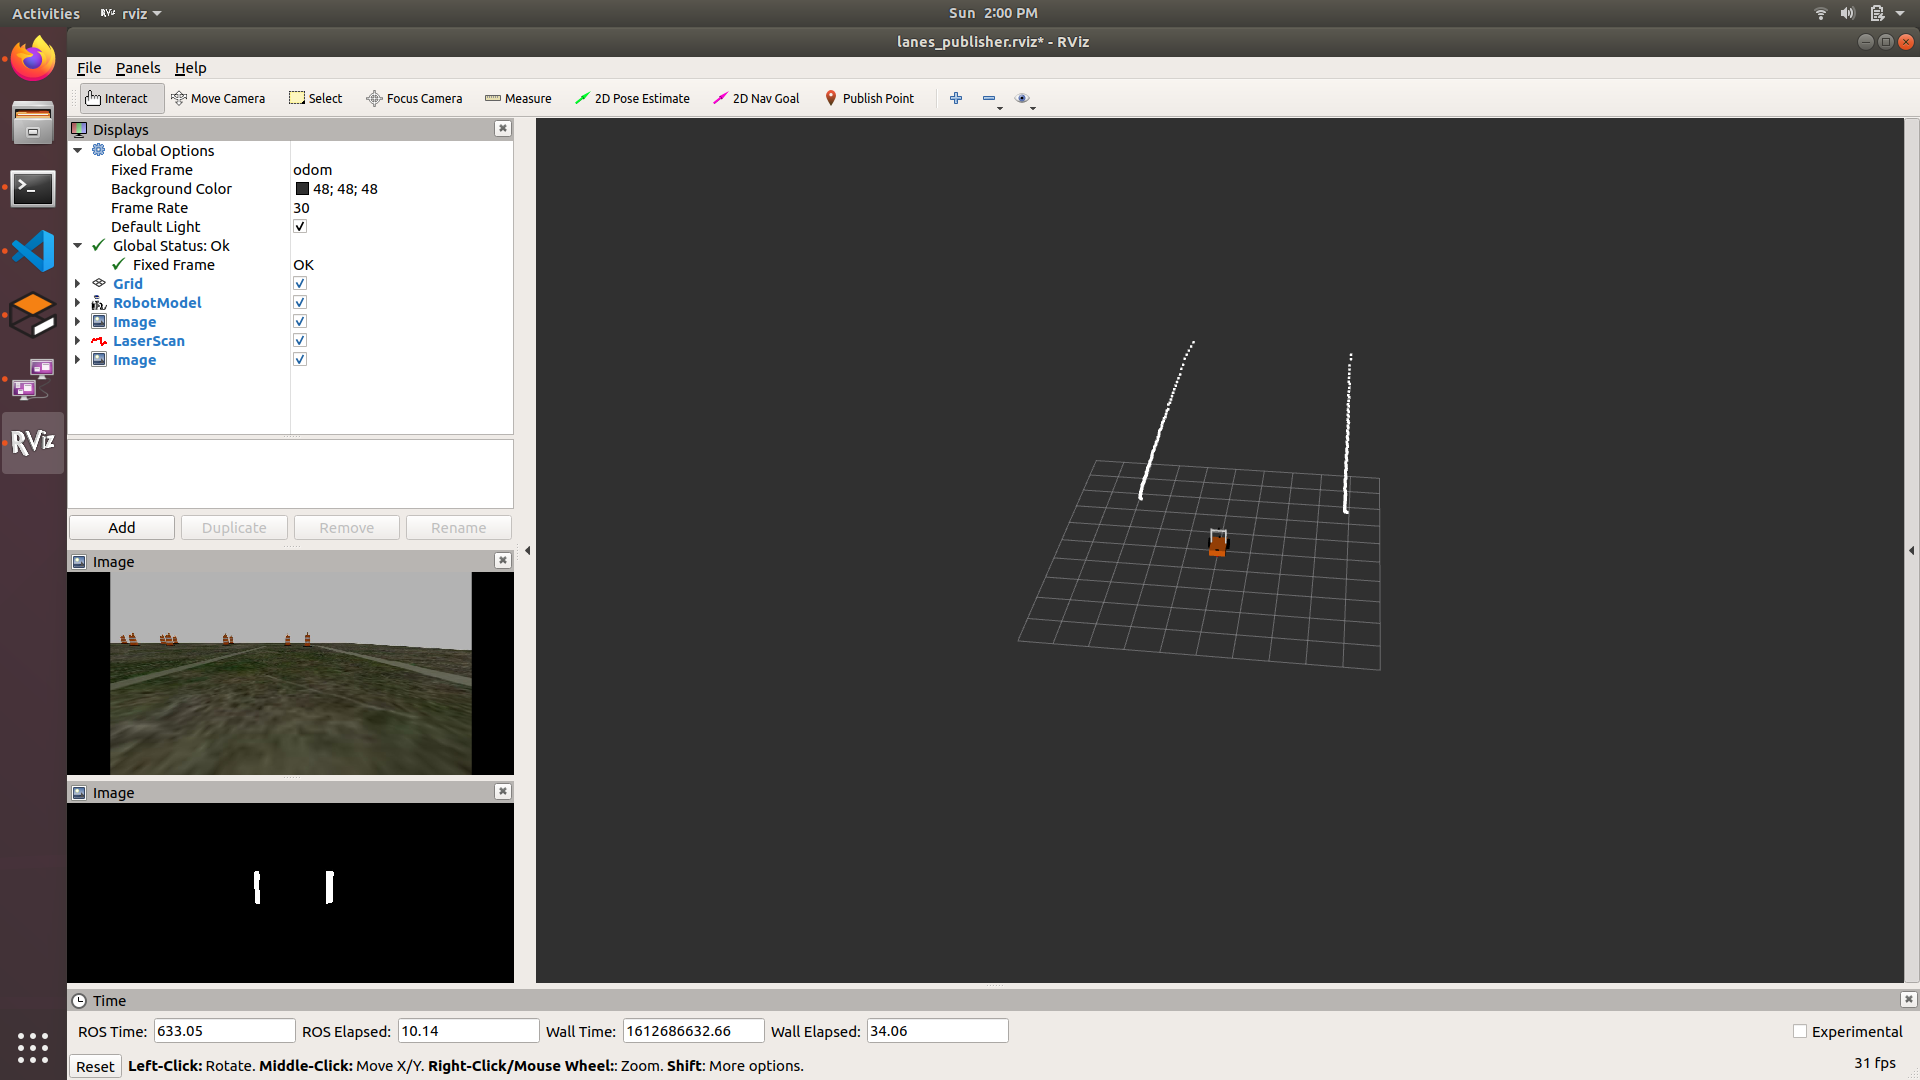 Activities
RViz
rviz
Sun 2:00 PM
lanes_publisher.rviz* - RViz
File Panels Help
Interact
Move Camera
Select
Focus Camera
Measure
2D Pose Estimate
2D Nav Goal
Publish Point
Displays
Global Options
Fixed Frame odom
Background Color 48; 48; 48
Frame Rate 30
Default Light
Global Status: Ok
Fixed Frame OK
Grid
RobotModel
Image
LaserScan
Image
RViz
Add Duplicate Remove Rename
Image
Image
Time
ROS Time: 633.05 ROS Elapsed: 10.14 Wall Time: 1612686632.66 Wall Elapsed: 34.06 Experimental
Reset Left-Click: Rotate. Middle-Click: Move X/Y. Right-Click/Mouse Wheel:: Zoom. Shift: More options. 31 fps